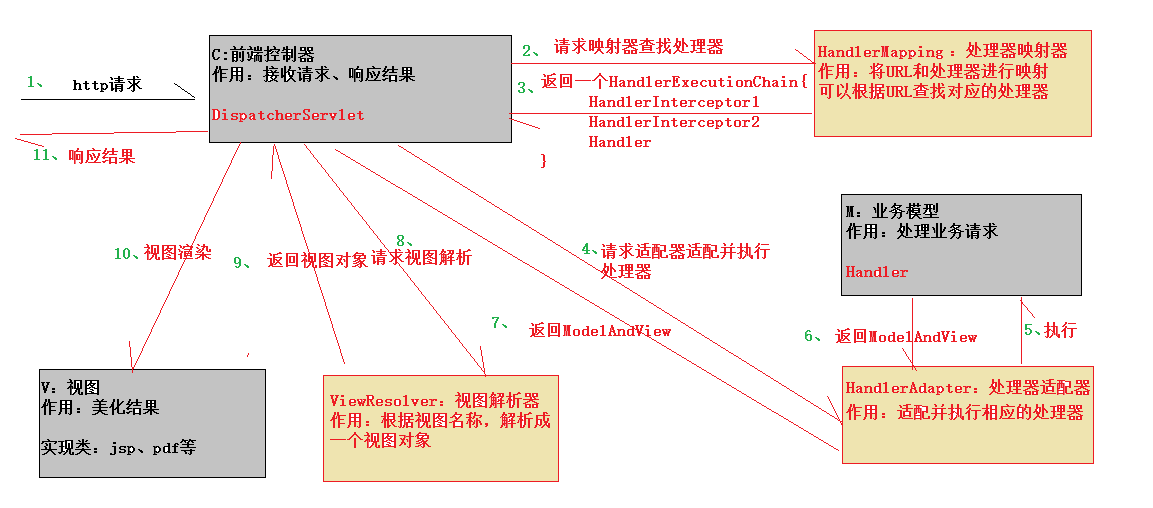 1、 http请求
11、响应结果
C:前端控制器
作用：接收请求、响应结果
DispatcherServlet
2、 请求映射器查找处理器
3、返回一个HandlerExecutionChain{
HandlerInterceptor1
HandlerInterceptor2
Handler
}
HandlerMapping ：处理器映射器
作用：将URL和处理器进行映射
可以根据URL查找对应的处理器
M：业务模型
作用：处理业务请求
Handler
10、视图渲染
9、 返回视图对象
8、
请求视图解析
4、请求适配器适配并执行
处理器
7、 返回ModelAndView
6、 返回ModelAndView
5、执行
V：视图
作用：美化结果
实现类：jsp、pdf等
ViewResolver：视图解析器
作用：根据视图名称，解析成
一个视图对象
HandlerAdapter：处理器适配器
作用：适配并执行相应的处理器